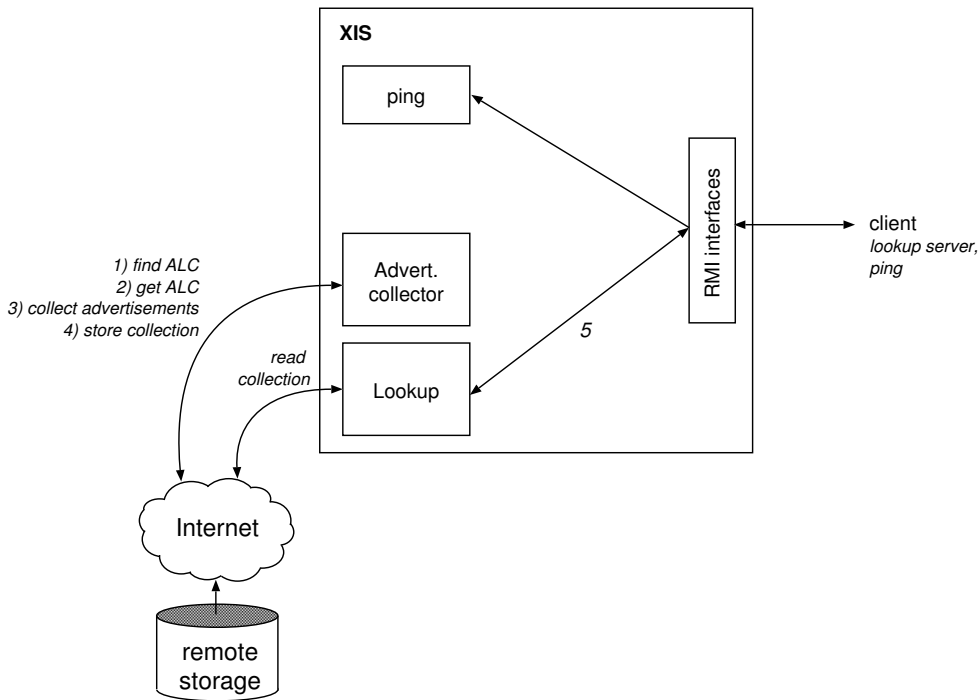 XIS
ping
RMI interfaces
client
lookup server,
ping
1) find ALC
2) get ALC
3) collect advertisements
4) store collection
Advert.
collector
5
read
collection
Lookup
Internet
remote
storage